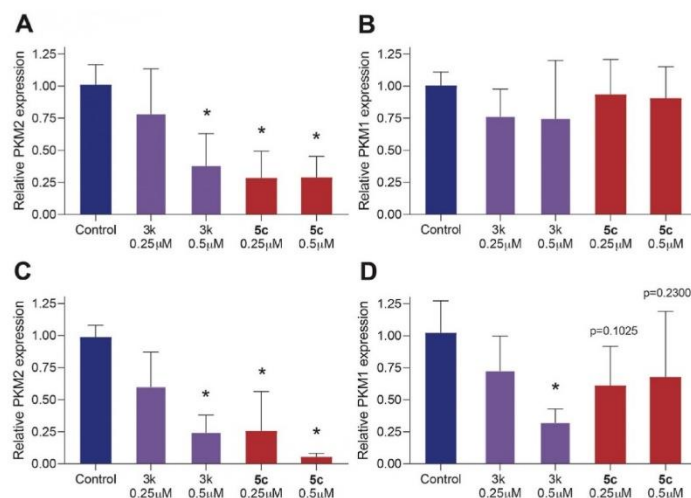 A
Relative PKM2 expression
1.25
1.00
0.75
0.50
0.25
0.00
*
*
*
Control
3k
0.25µM
3k
0.5µM
5c
0.25µM
5c
0.5µM
B
Relative PKM1 expression
1.25
1.00
0.75
0.50
0.25
0.00
Control
3k
0.25µM
3k
0.5µM
5c
0.25µM
5c
0.5µM
C
Relative PKM2 expression
1.25
1.00
0.75
0.50
0.25
0.00
*
*
*
Control
3k
0.25µM
3k
0.5µM
5c
0.25µM
5c
0.5µM
D
Relative PKM1 expression
1.25
1.00
0.75
0.50
0.25
0.00
*
p=0.1025
p=0.2300
Control
3k
0.25µM
3k
0.5µM
5c
0.25µM
5c
0.5µM